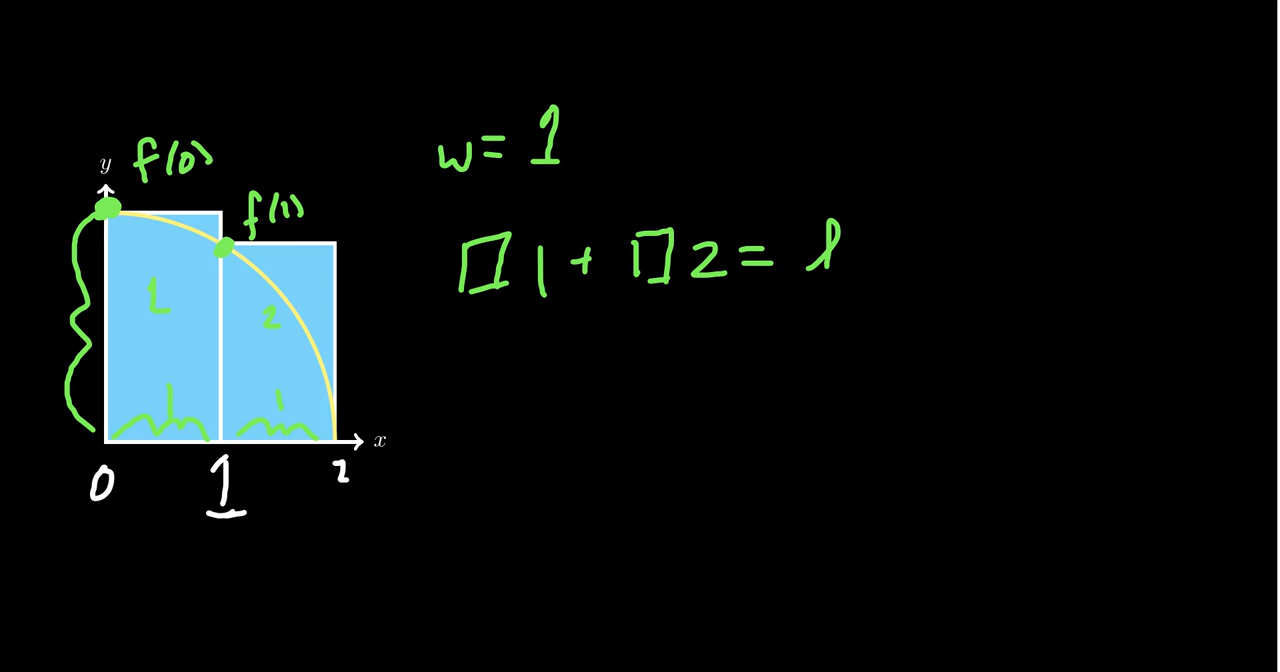 w = 1
y f(0)
f(1)
▯ 1 + ▯ 2 =
1 2
1 1
x
0 1 2